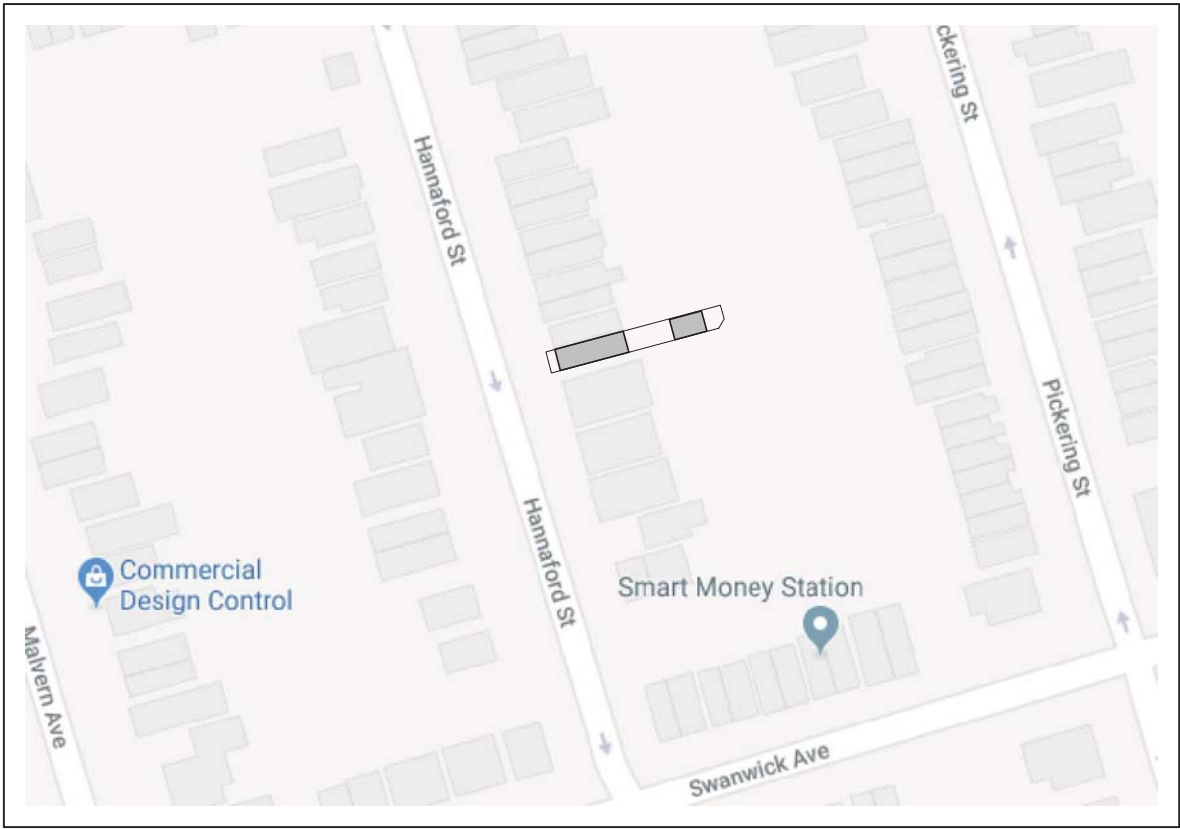 ckering St
Hannaford St
Pickering St
Hannaford St
Commercial
Design Control
Smart Money Station
Malvern Ave
Swanwick Ave